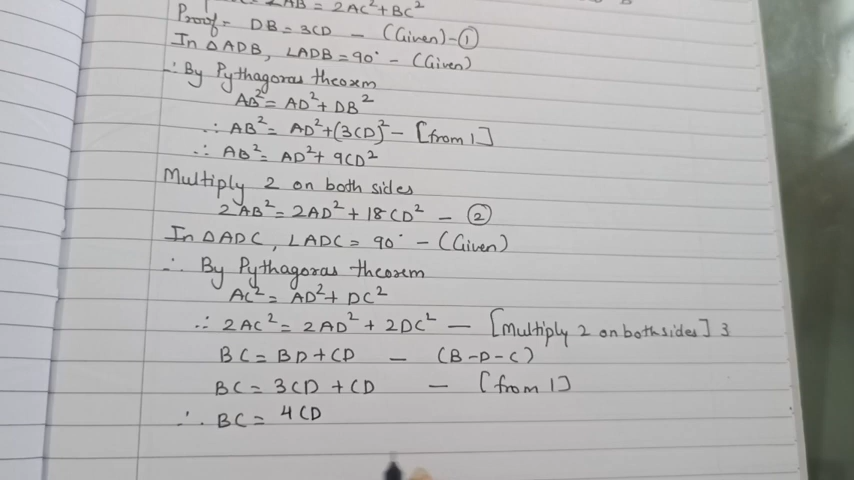 2AB² = 2AC² + BC²
Proof = DB = 3CD - (Given) - ①
In △ADB, ∠ADB = 90° - (Given)
∴ By Pythagoras theorem
AB² = AD² + DB²
∴ AB² = AD² + (3CD)² - [from 1]
∴ AB² = AD² + 9CD²
Multiply 2 on both sides
2AB² = 2AD² + 18CD² - ②
In △ADC, ∠ADC = 90° - (Given)
∴ By Pythagoras theorem
AC² = AD² + DC²
∴ 2AC² = 2AD² + 2DC² - [Multiply 2 on both sides] 3
BC = BD + CD - (B-D-C)
BC = 3CD + CD - [from 1]
∴ BC = 4CD